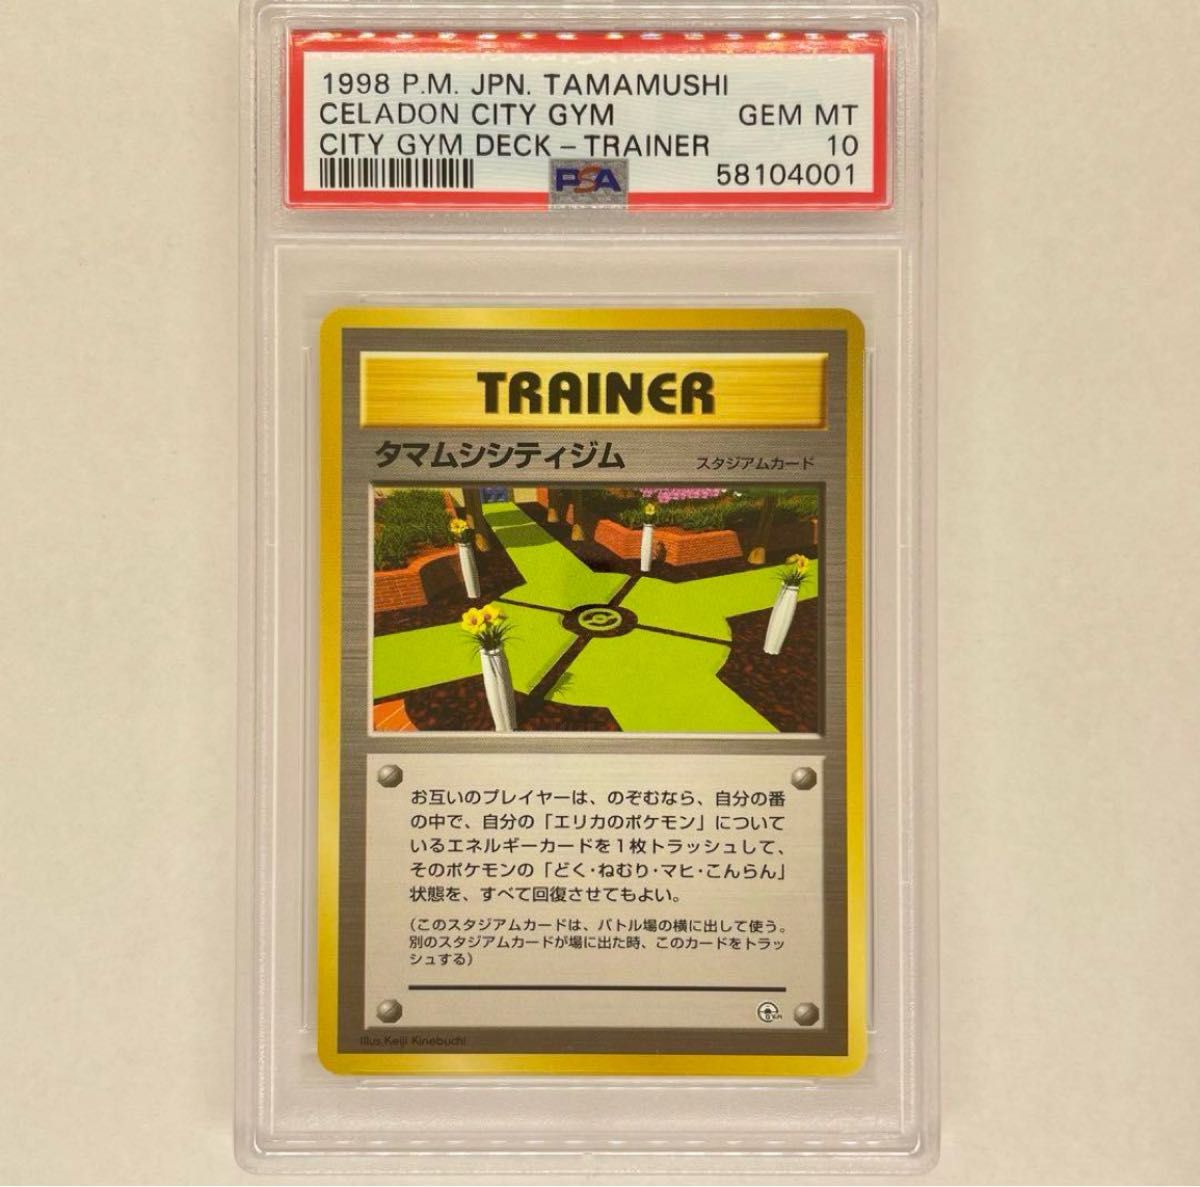 1998 P.M. JPN. TAMAMUSHI
CELADON CITY GYM GEM MT
CITY GYM DECK – TRAINER 10
PSA 58104001
TRAINER
タマムシシティジム スタジアムカード
お互いのプレイヤーは、のぞむなら、自分の番
の中で、自分の「エリカのポケモン」について
いるエネルギーカードを1枚トラッシュして、
そのポケモンの「どく・ねむり・マヒ・こんらん」
状態を、すべて回復させてもよい。
(このスタジアムカードは、バトル場の横に出して使う。
別のスタジアムカードが場に出た時、このカードをトラッ
シュする)
GYM
Illus.Keiji Kinebuchi